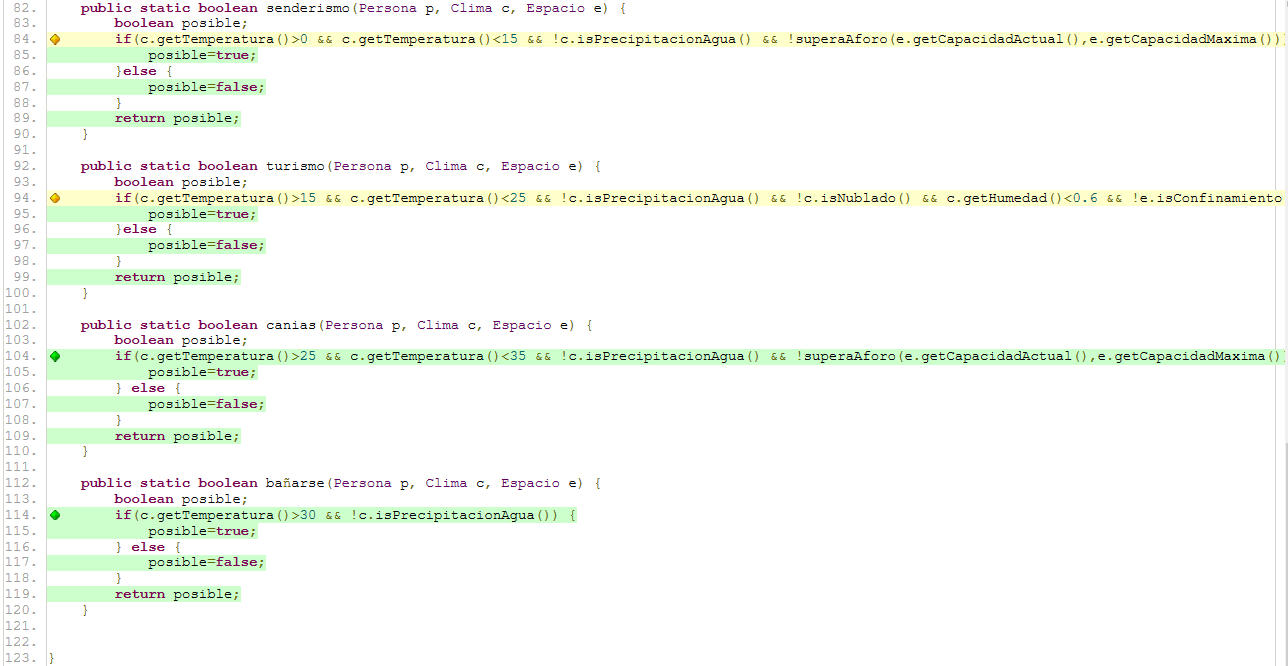 82.     public static boolean senderismo(Persona p, Clima c, Espacio e) {
83.         boolean posible;
84.         if(c.getTemperatura()>0 && c.getTemperatura()<15 && !c.isPrecipitacionAgua() && !superaAforo(e.getCapacidadActual(),e.getCapacidadMaxima())
85.             posible=true;
86.         }else {
87.             posible=false;
88.         }
89.         return posible;
90.     }
91.
92.     public static boolean turismo(Persona p, Clima c, Espacio e) {
93.         boolean posible;
94.         if(c.getTemperatura()>15 && c.getTemperatura()<25 && !c.isPrecipitacionAgua() && !c.isNublado() && c.getHumedad()<0.6 && !e.isConfinamiento
95.             posible=true;
96.         }else {
97.             posible=false;
98.         }
99.         return posible;
100.     }
101.
102.     public static boolean canias(Persona p, Clima c, Espacio e) {
103.         boolean posible;
104.         if(c.getTemperatura()>25 && c.getTemperatura()<35 && !c.isPrecipitacionAgua() && !superaAforo(e.getCapacidadActual(),e.getCapacidadMaxima()
105.             posible=true;
106.         } else {
107.             posible=false;
108.         }
109.         return posible;
110.     }
111.
112.     public static boolean bañarse(Persona p, Clima c, Espacio e) {
113.         boolean posible;
114.         if(c.getTemperatura()>30 && !c.isPrecipitacionAgua()) {
115.             posible=true;
116.         } else {
117.             posible=false;
118.         }
119.         return posible;
120.     }
121.
122.
123. }